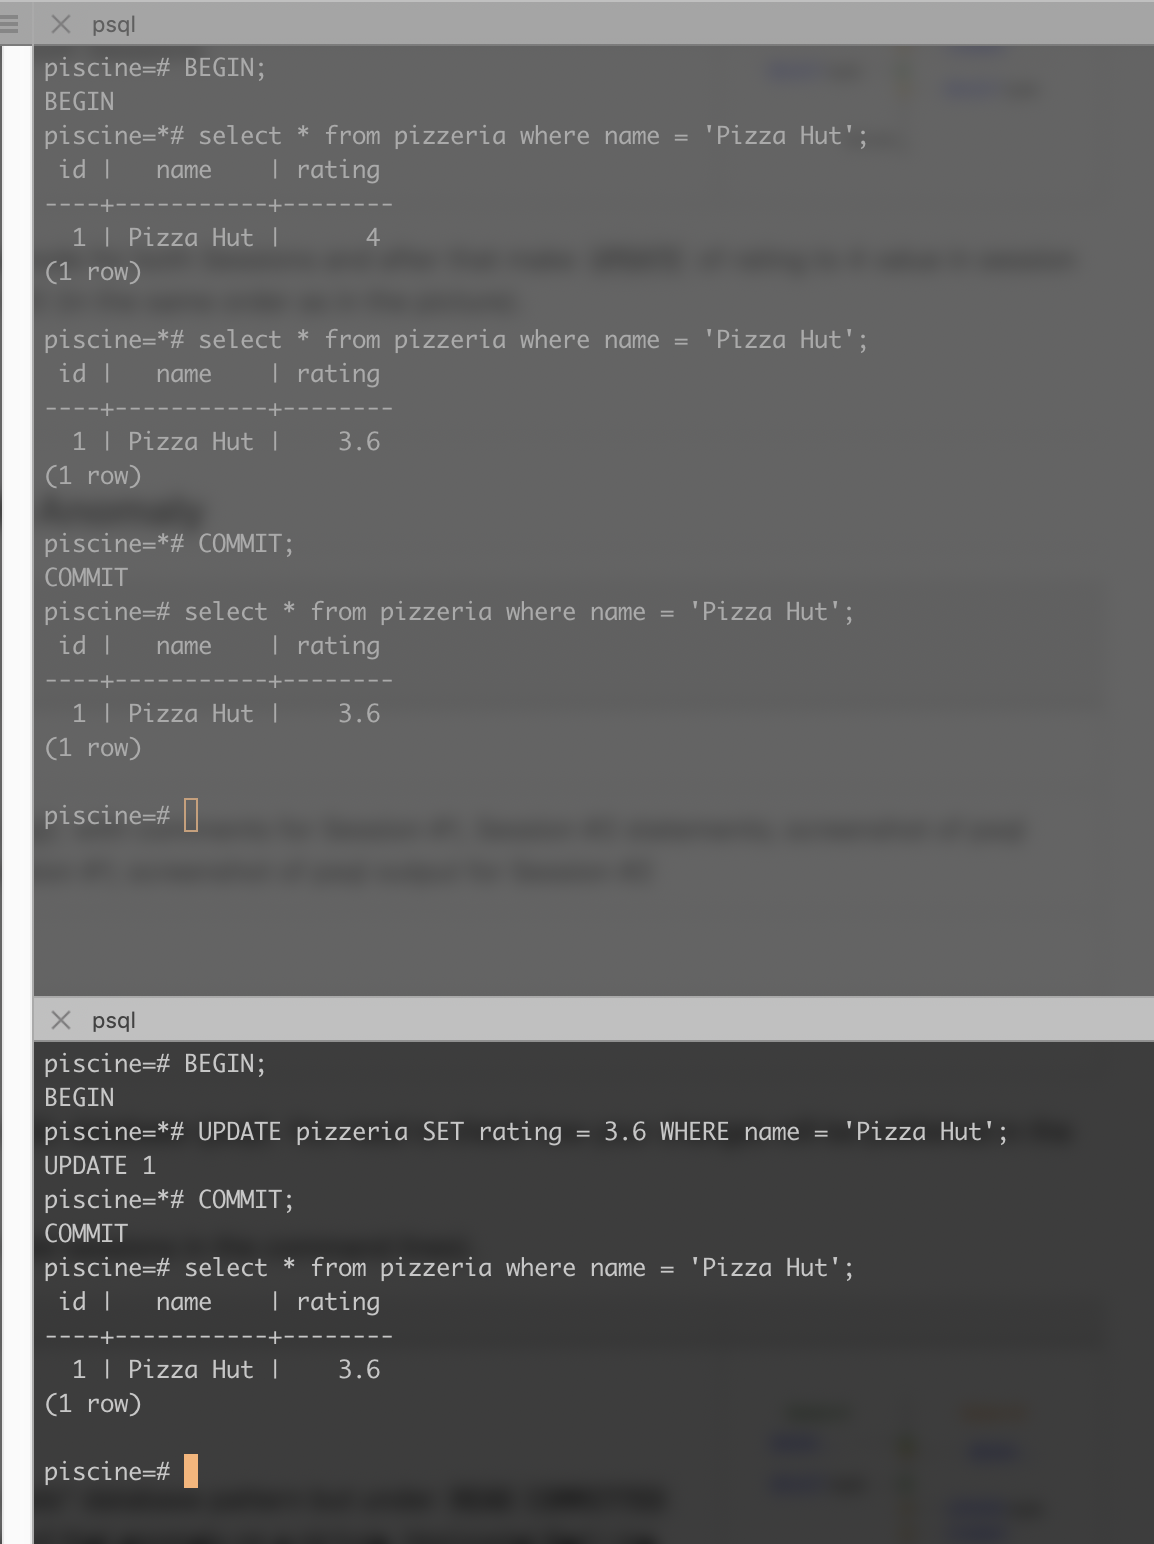 psql
piscine=# BEGIN;
BEGIN
piscine=*# select * from pizzeria where name = 'Pizza Hut';
 id |   name    | rating
----+-----------+--------
  1 | Pizza Hut |      4
(1 row)
piscine=*# select * from pizzeria where name = 'Pizza Hut';
 id |   name    | rating
----+-----------+--------
  1 | Pizza Hut |    3.6
(1 row)
Anomaly
piscine=*# COMMIT;
COMMIT
piscine=# select * from pizzeria where name = 'Pizza Hut';
 id |   name    | rating
----+-----------+--------
  1 | Pizza Hut |    3.6
(1 row)
piscine=#
psql
piscine=# BEGIN;
BEGIN
piscine=*# UPDATE pizzeria SET rating = 3.6 WHERE name = 'Pizza Hut';
UPDATE 1
piscine=*# COMMIT;
COMMIT
piscine=# select * from pizzeria where name = 'Pizza Hut';
 id |   name    | rating
----+-----------+--------
  1 | Pizza Hut |    3.6
(1 row)
piscine=#